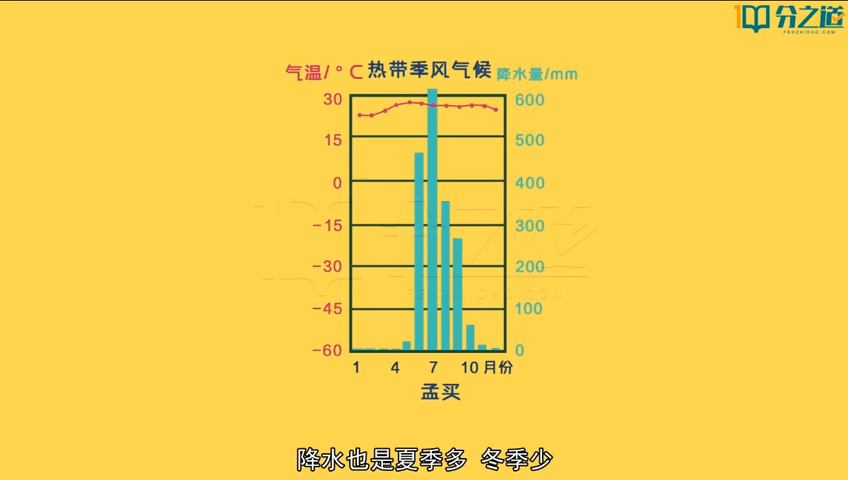 10分之道
FENZHIDAO.COM
气温/°C 热带季风气候 降水量/mm
30 600
15 500
0 400
-15 300
-30 200
-45 100
-60 0
1 4 7 10 月份
孟买
降水也是夏季多 冬季少